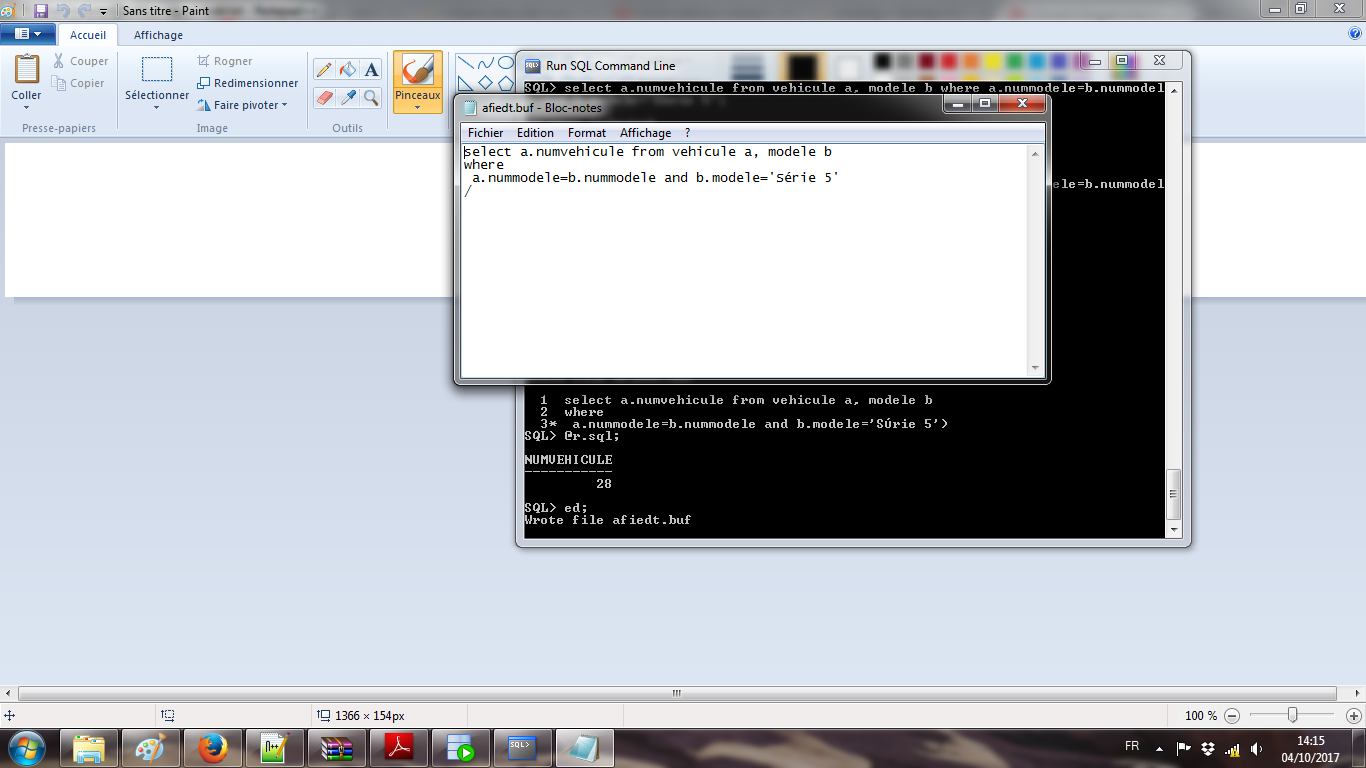 Sans titre - Paint
Accueil
Affichage
Coller
Couper
Copier
Presse-papiers
Sélectionner
Rogner
Redimensionner
Faire pivoter
Image
Outils
Pinceaux
Run SQL Command Line
SQL> select a.numvehicule from vehicule a, modele b where a.nummodele=b.nummodel
ele=b.nummodel
afiedt.buf - Bloc-notes
Fichier Edition Format Affichage ?
select a.numvehicule from vehicule a, modele b
where
a.nummodele=b.nummodele and b.modele='Série 5'
/
1 select a.numvehicule from vehicule a, modele b
2 where
3* a.nummodele=b.nummodele and b.modele='SÚrie 5')
SQL> @r.sql;
NUMVEHICULE
-----------
28
SQL> ed;
Wrote file afiedt.buf
1366 × 154px
100 %
FR
14:15
04/10/2017